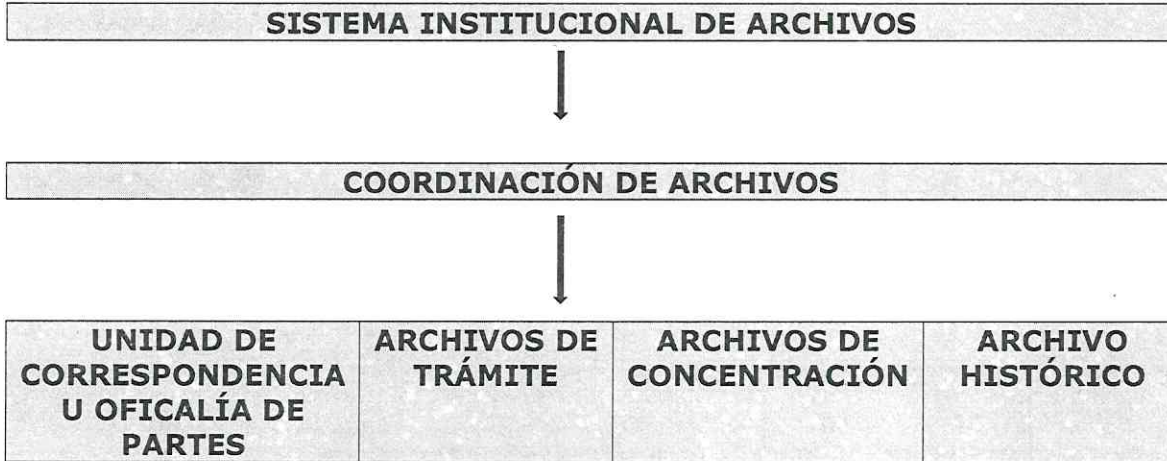 SISTEMA INSTITUCIONAL DE ARCHIVOS
COORDINACIÓN DE ARCHIVOS
UNIDAD DE
CORRESPONDENCIA
U OFICALÍA DE
PARTES
ARCHIVOS DE
TRÁMITE
ARCHIVOS DE
CONCENTRACIÓN
ARCHIVO
HISTÓRICO